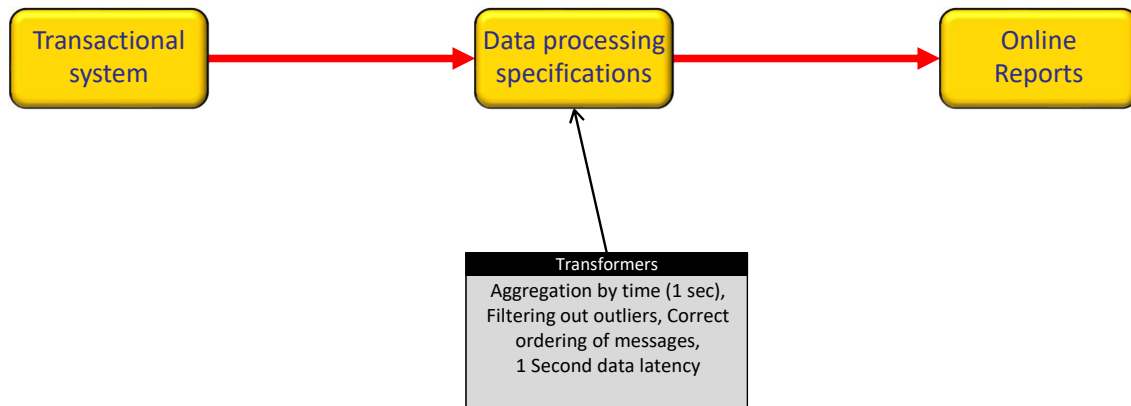 Transactional
system
Data processing
specifications
Online
Reports
Transformers
Aggregation by time (1 sec),
Filtering out outliers, Correct
ordering of messages,
1 Second data latency